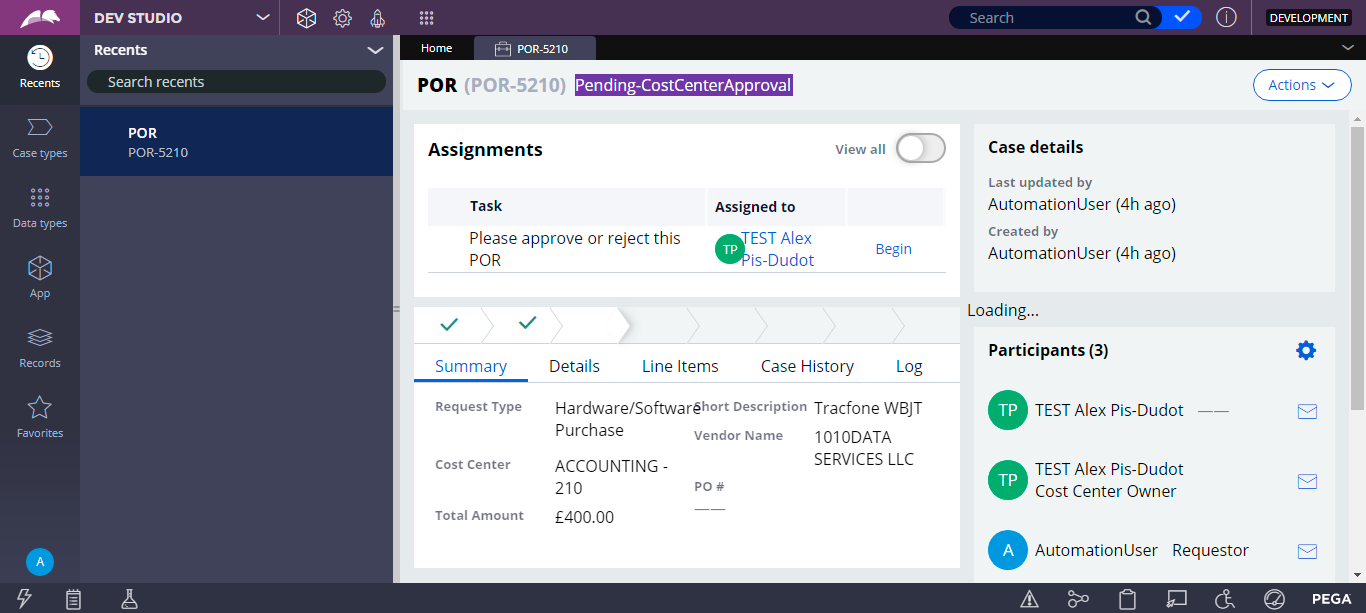 DEV STUDIO
Search
DEVELOPMENT
Recents
Home
POR-5210
Recents
Search recents
POR (POR-5210) Pending-CostCenterApproval
Actions
POR
POR-5210
Case types
Data types
App
Records
Favorites
A
Assignments
View all
Task
Assigned to
Please approve or reject this
POR
TP
TEST Alex
Pis-Dudot
Begin
Summary
Details
Line Items
Case History
Log
Request Type
Hardware/Software
Purchase
Short Description
Tracfone WBJT
Vendor Name
1010DATA
SERVICES LLC
Cost Center
ACCOUNTING -
210
PO #
——
Total Amount
£400.00
Case details
Last updated by
AutomationUser (4h ago)
Created by
AutomationUser (4h ago)
Loading...
Participants (3)
TP
TEST Alex Pis-Dudot ——
TP
TEST Alex Pis-Dudot
Cost Center Owner
A
AutomationUser Requestor
PEGA